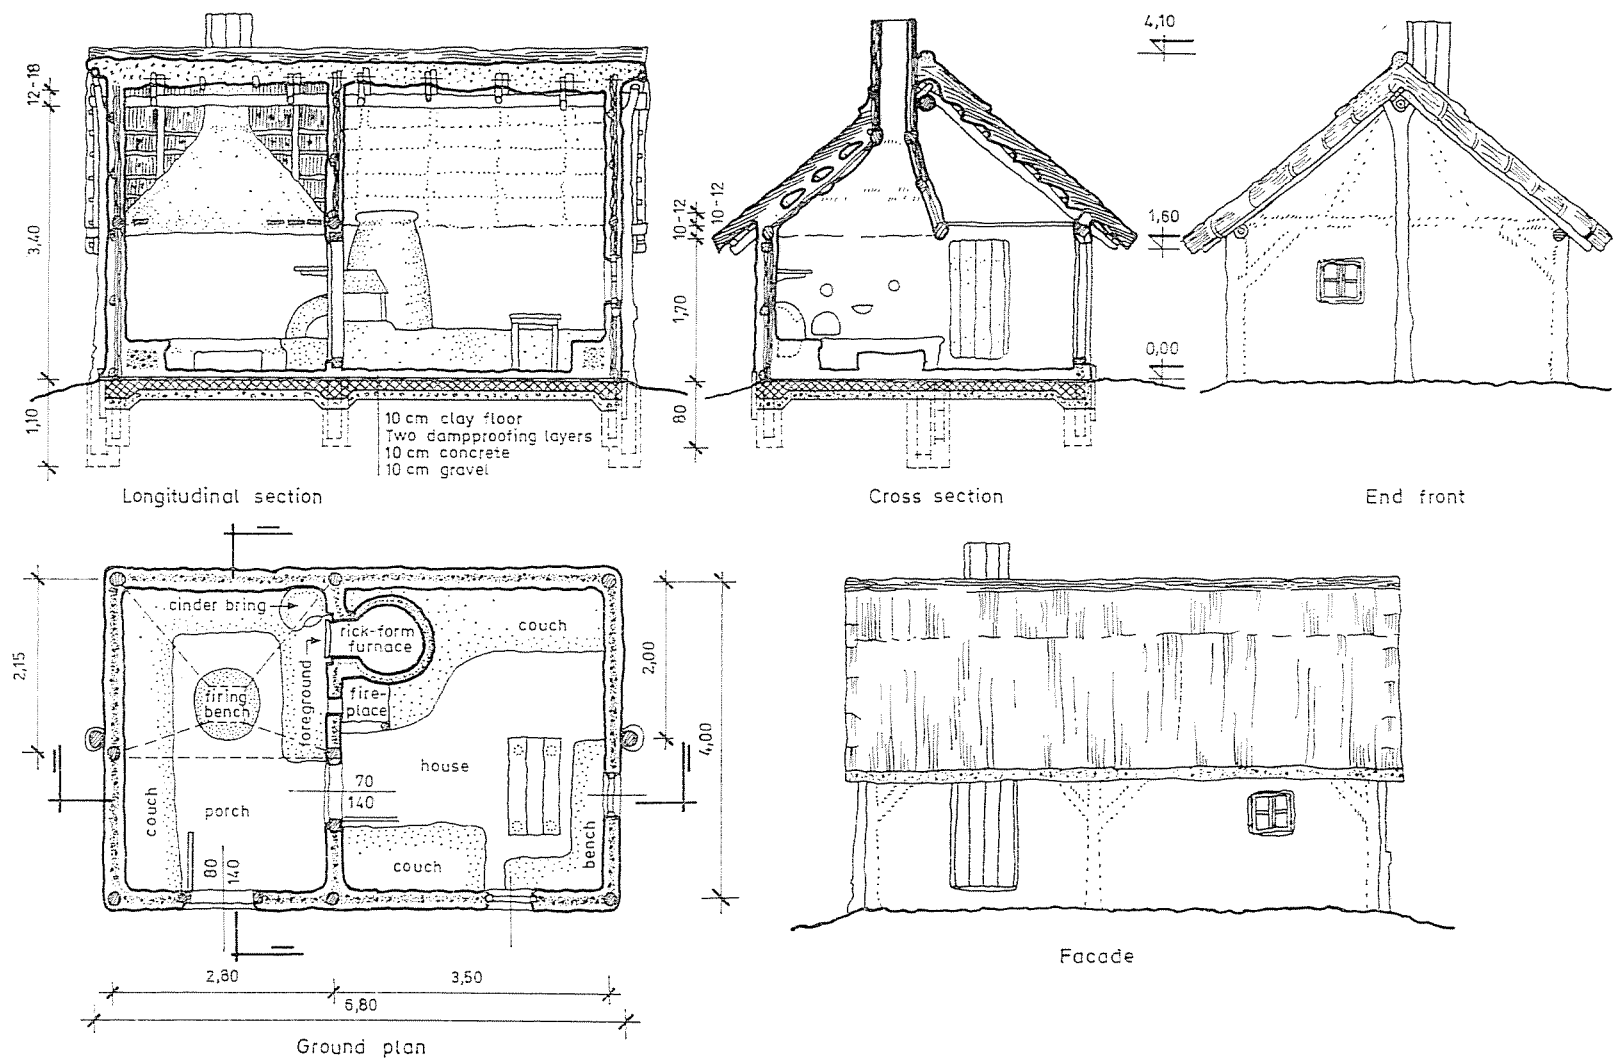 12-18
3,40
1,10
10 cm clay floor
Two dampproofing layers
10 cm concrete
10 cm gravel
Longitudinal section
10-12
10-12
1,70
80
Cross section
4,10
1,60
0,00
End front
2,15
cinder bring
rick-form
furnace
foreground
firing
bench
fire-
place
couch
house
70
140
couch
porch
80
140
couch
bench
2,00
4,00
2,80
3,50
6,80
Ground plan
Facade